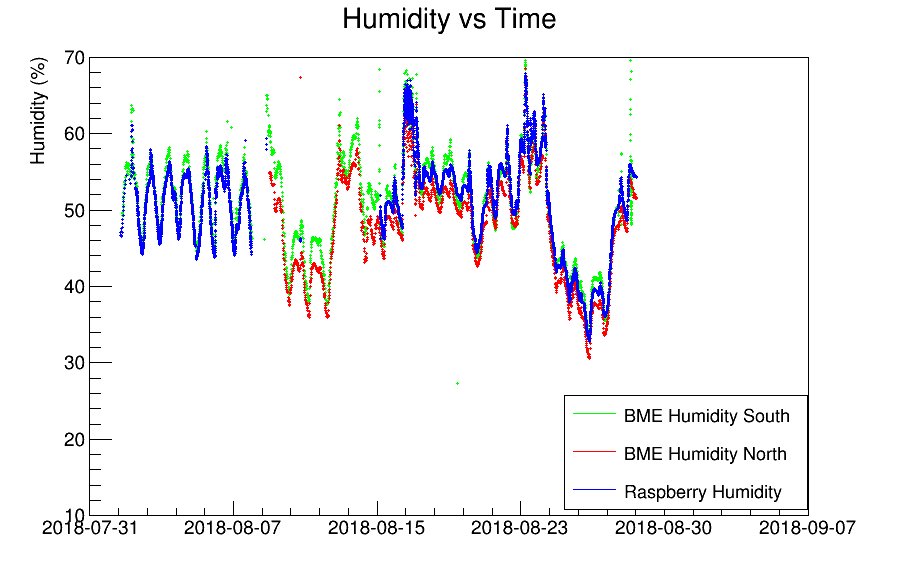 Humidity vs Time
Humidity (%)
70
60
50
40
30
20
10
2018-07-31 2018-08-07 2018-08-15 2018-08-23 2018-08-30 2018-09-07
BME Humidity South
BME Humidity North
Raspberry Humidity